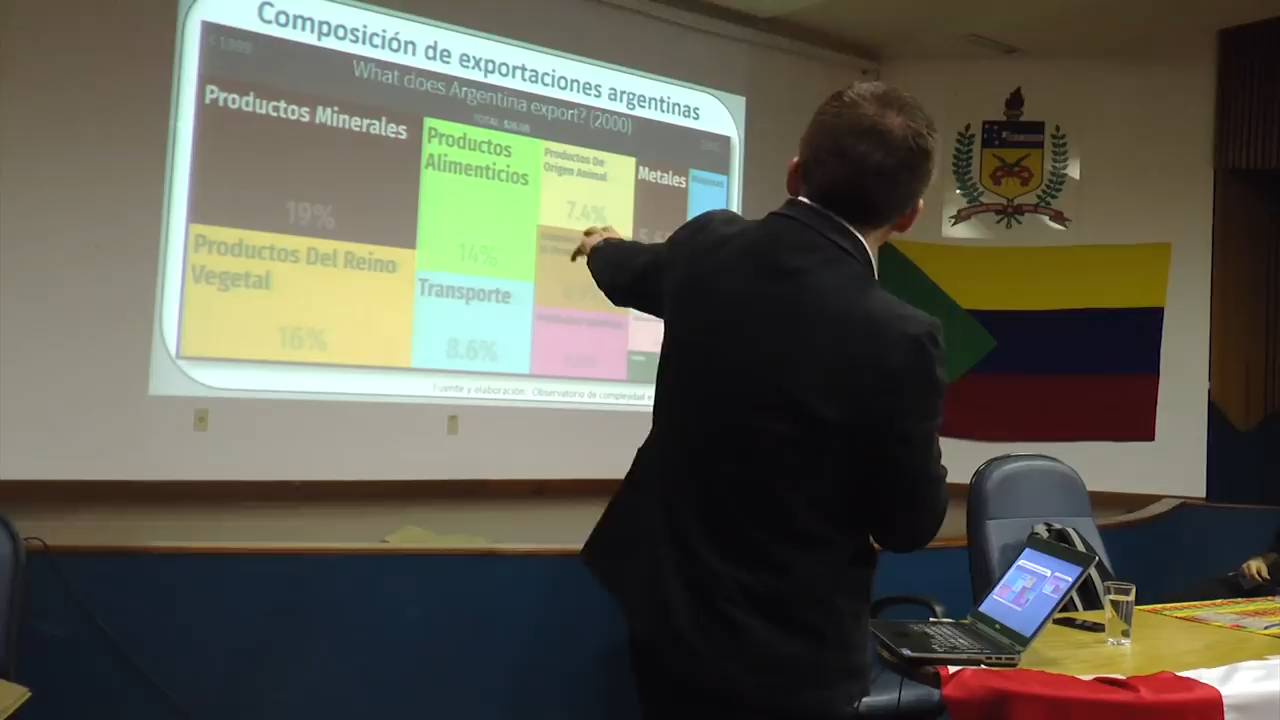 Composición de exportaciones argentinas
What does Argentina export? (2000)
Productos Minerales
19%
Productos
Alimenticios
14%
Productos De
Origen Animal
7.4%
Metales
Productos Del Reino
Vegetal
16%
Transporte
8.6%
Fuente y elaboración: Observatorio de complejidad